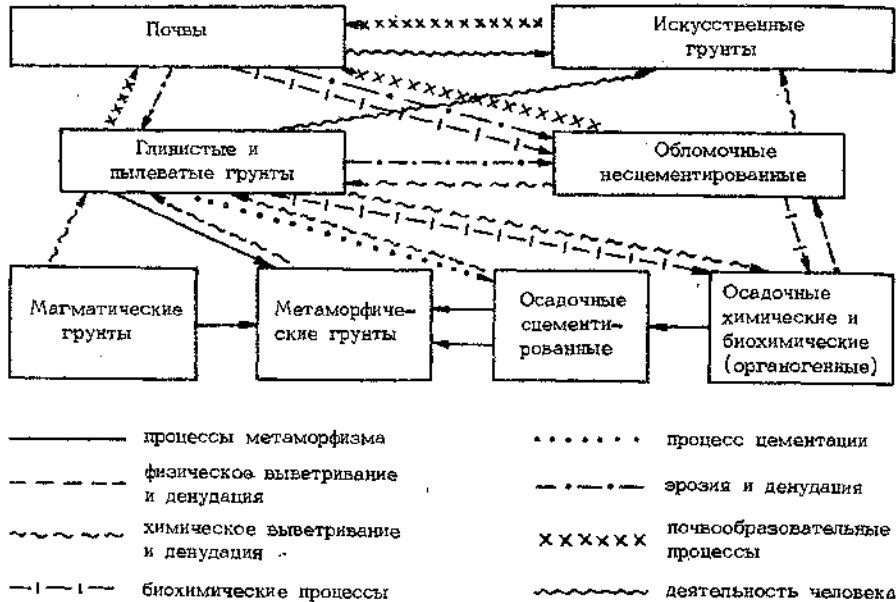 Почвы
Искусственные
грунты
Глинистые и
пылеватые грунты
Обломочные
несцементированные
Магматические
грунты
Метаморфиче-
ские грунты
Осадочные
сцементи-
рованные
Осадочные
химические и
биохимические
(органогенные)
процессы метаморфизма
физическое выветривание
и денудация
химическое выветривание
и денудация
биохимические процессы
процесс цементации
эрозия и денудация
почвообразовательные
процессы
деятельность человека